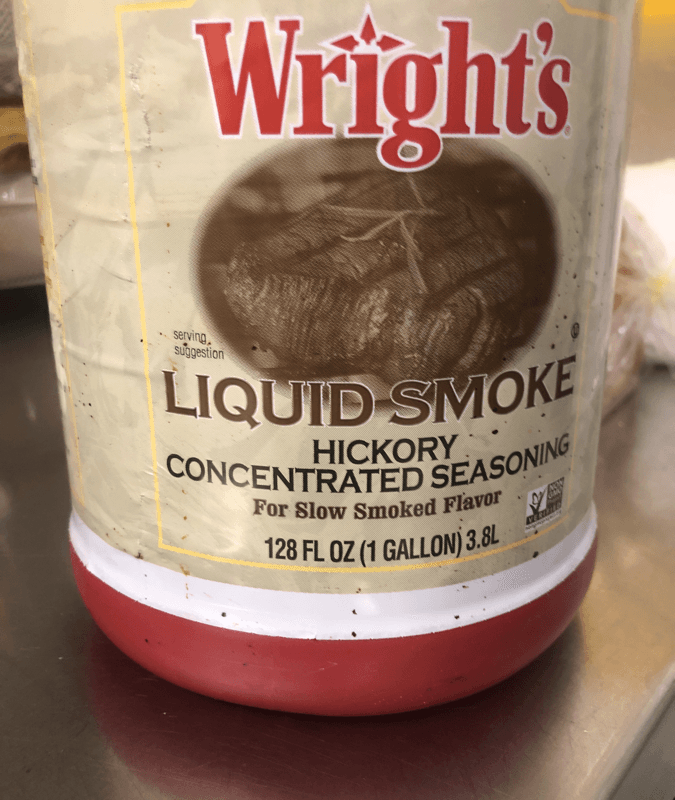 Wright's
serving
suggestion
LIQUID SMOKE
HICKORY
CONCENTRATED SEASONING
For Slow Smoked Flavor
128 FL OZ (1 GALLON) 3.8L
VERIFIED